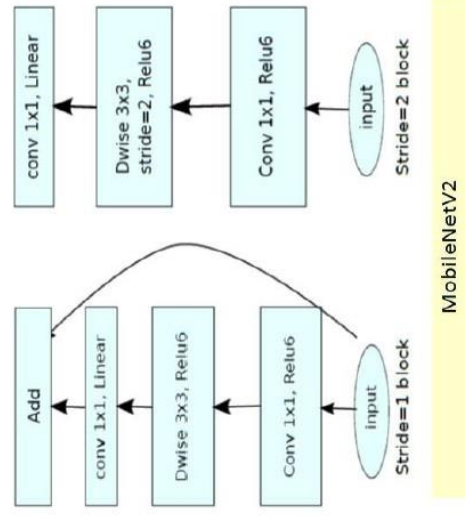 Add
conv 1x1, Linear
Dwise 3x3, Relu6
Conv 1x1, Relu6
input
Stride=1 block
conv 1x1, Linear
Dwise 3x3,
stride=2, Relu6
Conv 1x1, Relu6
input
Stride=2 block
MobileNetV2